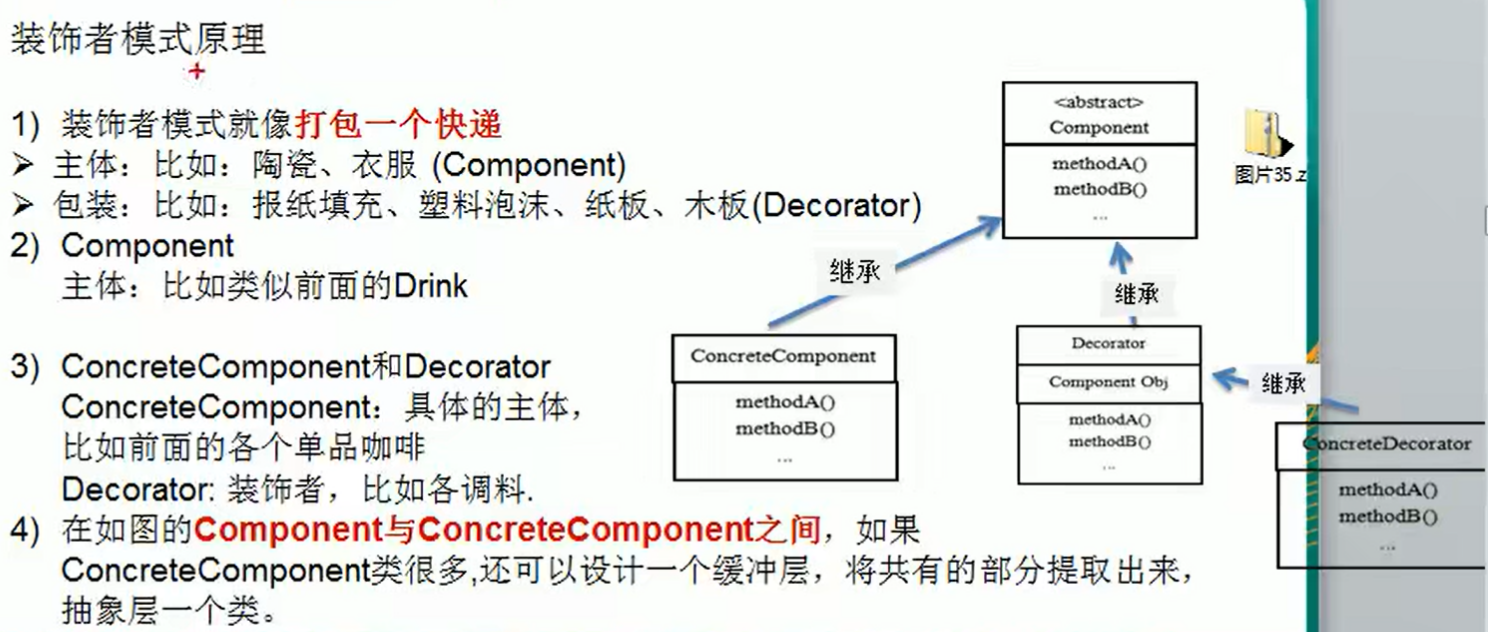 装饰者模式原理
1) 装饰者模式就像打包一个快递
➢ 主体：比如：陶瓷、衣服 (Component)
➢ 包装：比如：报纸填充、塑料泡沫、纸板、木板(Decorator)
2) Component
主体：比如类似前面的Drink
3) ConcreteComponent和Decorator
ConcreteComponent：具体的主体，
比如前面的各个单品咖啡
Decorator: 装饰者，比如各调料.
4) 在如图的Component与ConcreteComponent之间，如果
ConcreteComponent类很多,还可以设计一个缓冲层，将共有的部分提取出来，
抽象层一个类。
<abstract>
Component
methodA()
methodB()
...
图片35.z
继承
继承
ConcreteComponent
methodA()
methodB()
...
Decorator
Component Obj
methodA()
methodB()
...
继承
ConcreteDecorator
methodA()
methodB()
...